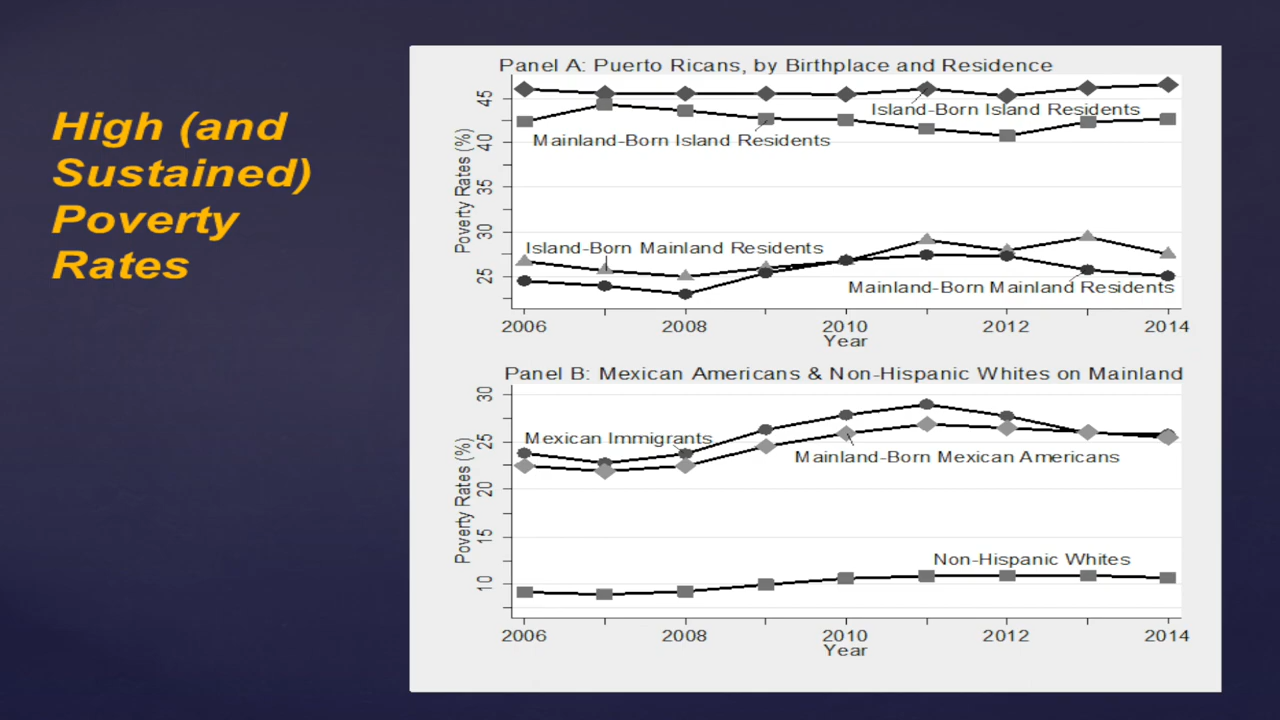 High (and
Sustained)
Poverty
Rates
Panel A: Puerto Ricans, by Birthplace and Residence
Poverty Rates (%)
45
40
35
30
25
Island-Born Island Residents
Mainland-Born Island Residents
Island-Born Mainland Residents
Mainland-Born Mainland Residents
2006 2008 2010 2012 2014
Year
Panel B: Mexican Americans & Non-Hispanic Whites on Mainland
Poverty Rates (%)
30
25
20
15
10
Mexican Immigrants
Mainland-Born Mexican Americans
Non-Hispanic Whites
2006 2008 2010 2012 2014
Year